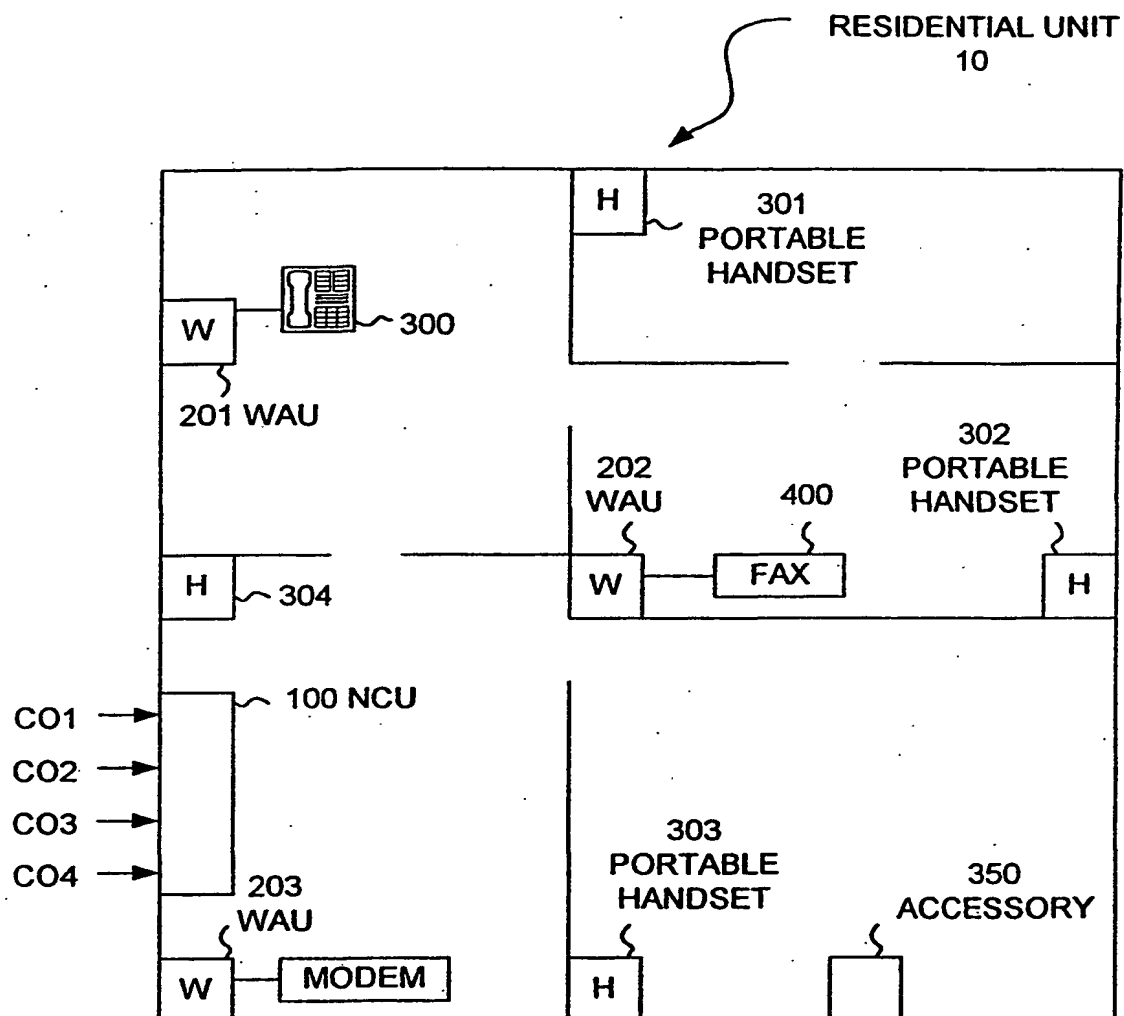 RESIDENTIAL UNIT
10
H
301
PORTABLE
HANDSET
W
300
201 WAU
302
PORTABLE
HANDSET
202
WAU
400
W
FAX
H
H
304
100 NCU
CO1
CO2
CO3
CO4
203
WAU
303
PORTABLE
HANDSET
350
ACCESSORY
W
MODEM
H